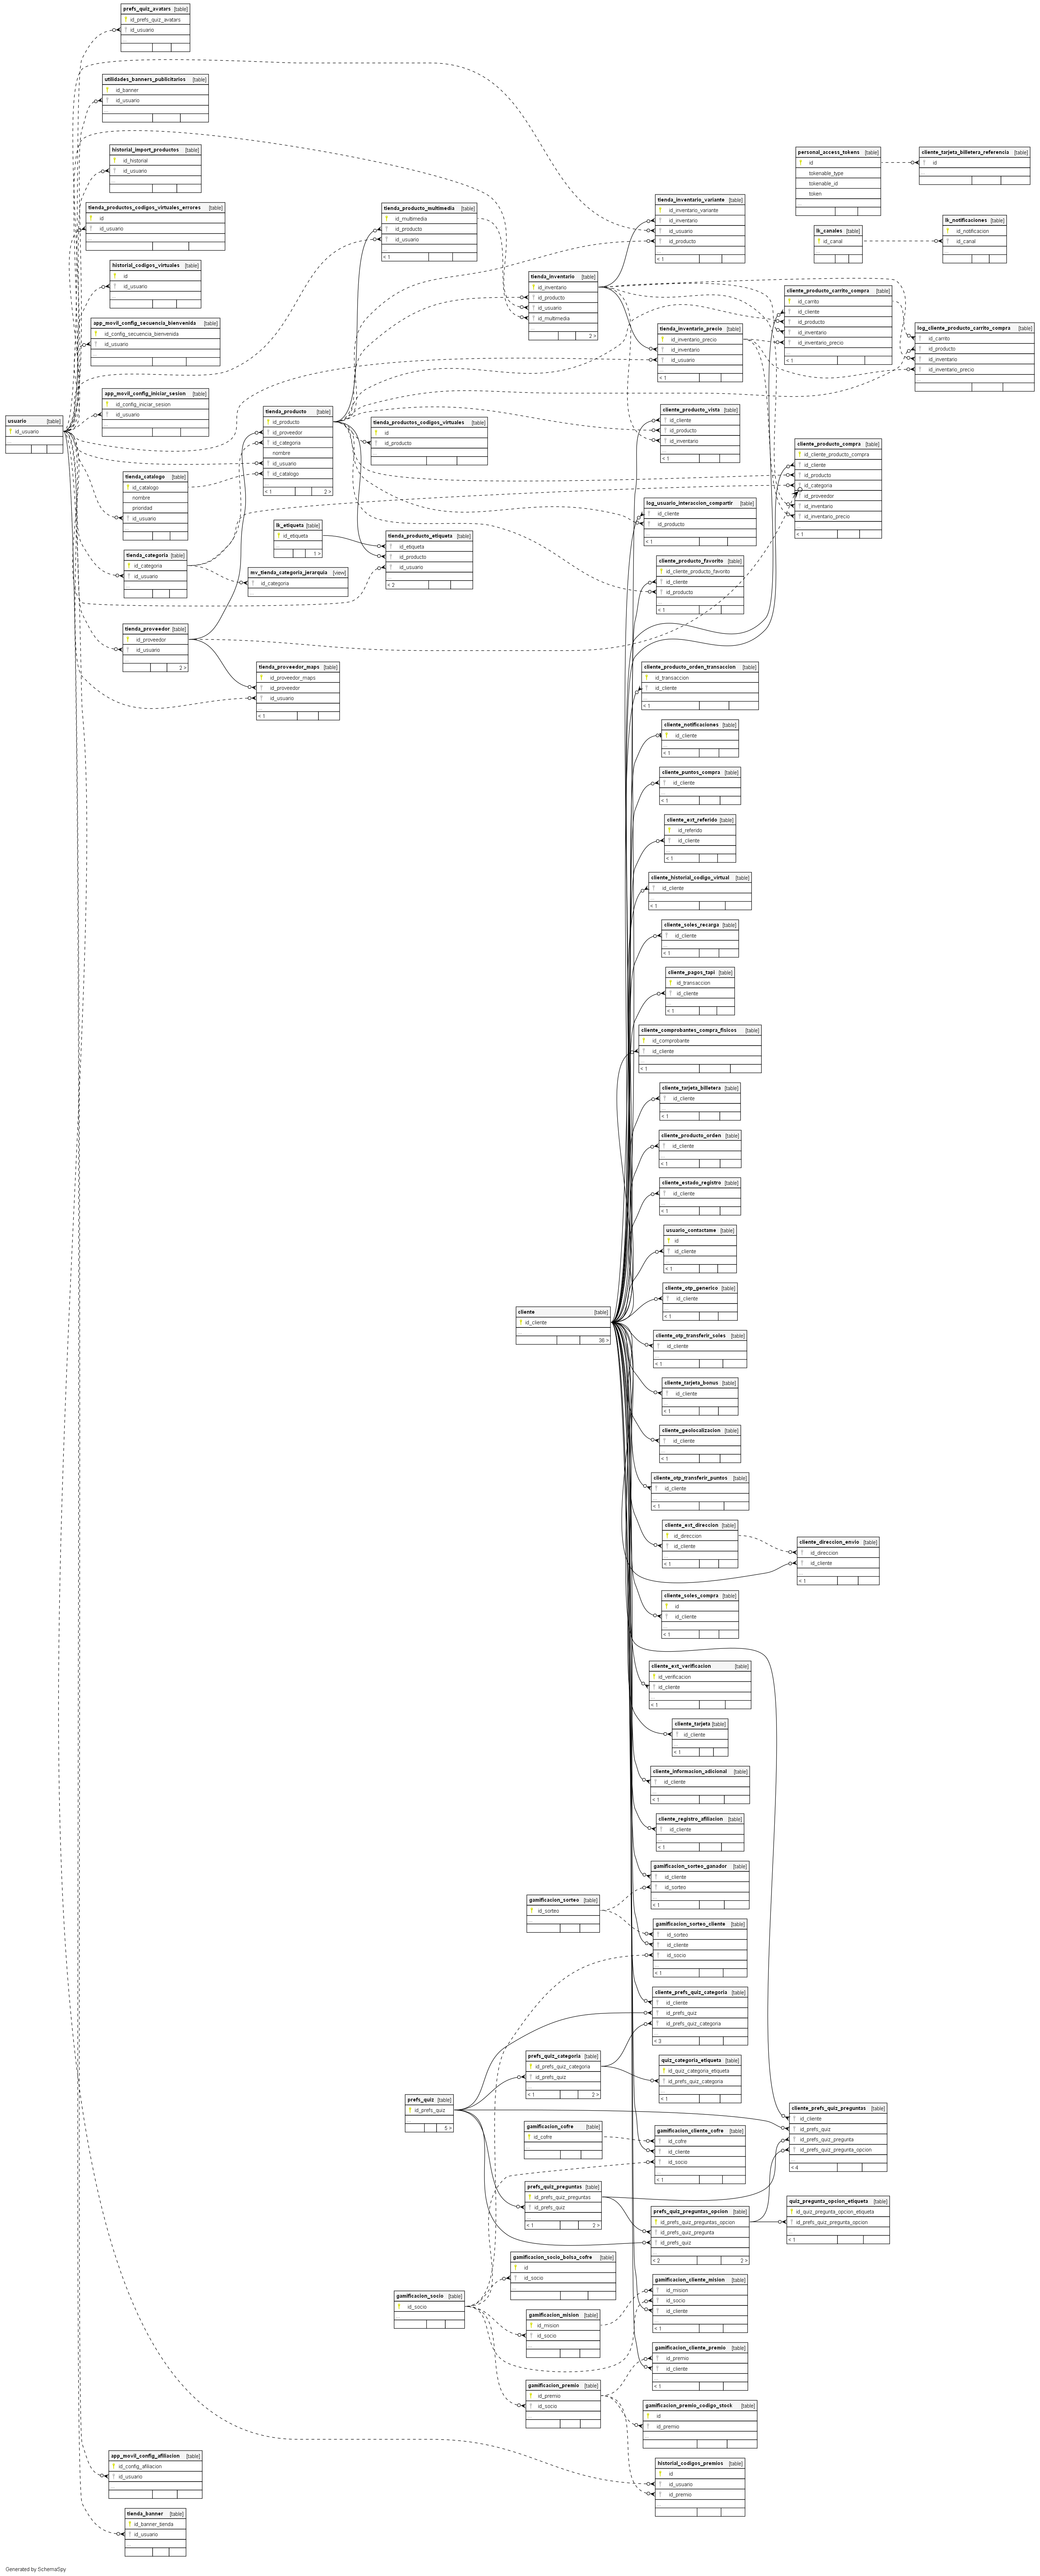 prefs_quiz_avatars [table]
id_prefs_quiz_avatars
id_usuario
...
utilidades_banners_publicitarios [table]
id_banner
id_usuario
...
historial_import_productos [table]
id_historial
id_usuario
...
tienda_productos_codigos_virtuales_errores [table]
id
id_usuario
...
historial_codigos_virtuales [table]
id
id_usuario
...
app_movil_config_secuencia_bienvenida [table]
id_config_secuencia_bienvenida
id_usuario
...
app_movil_config_iniciar_sesion [table]
id_config_iniciar_sesion
id_usuario
...
usuario [table]
id_usuario
...
tienda_catalogo [table]
id_catalogo
nombre
prioridad
id_usuario
...
tienda_categoria [table]
id_categoria
id_usuario
...
tienda_proveedor [table]
id_proveedor
id_usuario
...
2 >
tienda_producto [table]
id_producto
id_proveedor
id_categoria
nombre
id_usuario
id_catalogo
...
< 1 2 >
lk_etiqueta [table]
id_etiqueta
...
1 >
mv_tienda_categoria_jerarquia [view]
id_categoria
...
tienda_proveedor_maps [table]
id_proveedor_maps
id_proveedor
id_usuario
...
< 1
tienda_producto_multimedia [table]
id_multimedia
id_producto
id_usuario
...
< 1
tienda_productos_codigos_virtuales [table]
id
id_producto
...
tienda_producto_etiqueta [table]
id_etiqueta
id_producto
id_usuario
...
< 2
tienda_inventario [table]
id_inventario
id_producto
id_usuario
id_multimedia
...
2 >
tienda_inventario_variante [table]
id_inventario_variante
id_inventario
id_usuario
id_producto
...
< 1
tienda_inventario_precio [table]
id_inventario_precio
id_inventario
id_usuario
...
< 1
cliente_producto_vista [table]
id_cliente
id_producto
id_inventario
...
< 1
log_usuario_interaccion_compartir [table]
id_cliente
id_producto
...
< 1
cliente_producto_favorito [table]
id_cliente_producto_favorito
id_cliente
id_producto
...
< 1
personal_access_tokens [table]
id
tokenable_type
tokenable_id
token
...
cliente_tarjeta_billetera_referencia [table]
id
...
lk_canales [table]
id_canal
...
lk_notificaciones [table]
id_notificacion
id_canal
...
cliente_producto_carrito_compra [table]
id_carrito
id_cliente
id_producto
id_inventario
id_inventario_precio
...
< 1
log_cliente_producto_carrito_compra [table]
id_carrito
id_producto
id_inventario
id_inventario_precio
...
cliente_producto_compra [table]
id_cliente_producto_compra
id_cliente
id_producto
id_categoria
id_proveedor
id_inventario
id_inventario_precio
...
< 1
cliente_producto_orden_transaccion [table]
id_transaccion
id_cliente
...
< 1
cliente_notificaciones [table]
id_cliente
...
< 1
cliente_puntos_compra [table]
id_cliente
...
< 1
cliente_ext_referido [table]
id_referido
id_cliente
...
< 1
cliente_historial_codigo_virtual [table]
id_cliente
...
< 1
cliente_soles_recarga [table]
id_cliente
...
< 1
cliente_pagos_tapi [table]
id_transaccion
id_cliente
...
< 1
cliente_comprobantes_compra_fisicos [table]
id_comprobante
id_cliente
...
< 1
cliente_tarjeta_billetera [table]
id_cliente
...
< 1
cliente_producto_orden [table]
id_cliente
...
< 1
cliente_estado_registro [table]
id_cliente
...
< 1
usuario_contactame [table]
id
id_cliente
...
< 1
cliente_otp_generico [table]
id_cliente
...
< 1
cliente [table]
id_cliente
...
38 >
cliente_otp_transferir_soles [table]
id_cliente
...
< 1
cliente_tarjeta_bonus [table]
id_cliente
...
< 1
cliente_geolocalizacion [table]
id_cliente
...
< 1
cliente_otp_transferir_puntos [table]
id_cliente
...
< 1
cliente_ext_direccion [table]
id_direccion
id_cliente
...
< 1
cliente_direccion_envio [table]
id_direccion
id_cliente
...
< 1
cliente_soles_compra [table]
id
id_cliente
...
< 1
cliente_ext_verificacion [table]
id_verificacion
id_cliente
...
< 1
cliente_tarjeta [table]
id_cliente
...
< 1
cliente_informacion_adicional [table]
id_cliente
...
< 1
cliente_registro_afiliacion [table]
id_cliente
...
< 1
gamificacion_sorteo_ganador [table]
id_cliente
id_sorteo
...
< 1
gamificacion_sorteo [table]
id_sorteo
...
gamificacion_sorteo_cliente [table]
id_sorteo
id_cliente
id_socio
...
< 1
cliente_prefs_quiz_categoria [table]
id_cliente
id_prefs_quiz
id_prefs_quiz_categoria
...
< 3
prefs_quiz_categoria [table]
id_prefs_quiz_categoria
id_prefs_quiz
...
< 1 2 >
quiz_categoria_etiqueta [table]
id_quiz_categoria_etiqueta
id_prefs_quiz_categoria
...
< 1
prefs_quiz [table]
id_prefs_quiz
...
5 >
gamificacion_cofre [table]
id_cofre
...
gamificacion_cliente_cofre [table]
id_cofre
id_cliente
id_socio
...
< 1
cliente_prefs_quiz_preguntas [table]
id_cliente
id_prefs_quiz
id_prefs_quiz_pregunta
id_prefs_quiz_pregunta_opcion
...
< 4
prefs_quiz_preguntas [table]
id_prefs_quiz_preguntas
id_prefs_quiz
...
< 1 2 >
prefs_quiz_preguntas_opcion [table]
id_prefs_quiz_preguntas_opcion
id_prefs_quiz_pregunta
id_prefs_quiz
...
< 2 2 >
quiz_pregunta_opcion_etiqueta [table]
id_quiz_pregunta_opcion_etiqueta
id_prefs_quiz_pregunta_opcion
...
< 1
gamificacion_socio_bolsa_cofre [table]
id
id_socio
...
gamificacion_socio [table]
id_socio
...
gamificacion_mision [table]
id_mision
id_socio
...
gamificacion_cliente_mision [table]
id_mision
id_socio
id_cliente
...
< 1
gamificacion_cliente_premio [table]
id_premio
id_cliente
...
< 1
gamificacion_premio [table]
id_premio
id_socio
...
gamificacion_premio_codigo_stock [table]
id
id_premio
...
historial_codigos_premios [table]
id
id_usuario
id_premio
...
app_movil_config_afiliacion [table]
id_config_afiliacion
id_usuario
...
tienda_banner [table]
id_banner_tienda
id_usuario
...
Generated by SchemaSpy